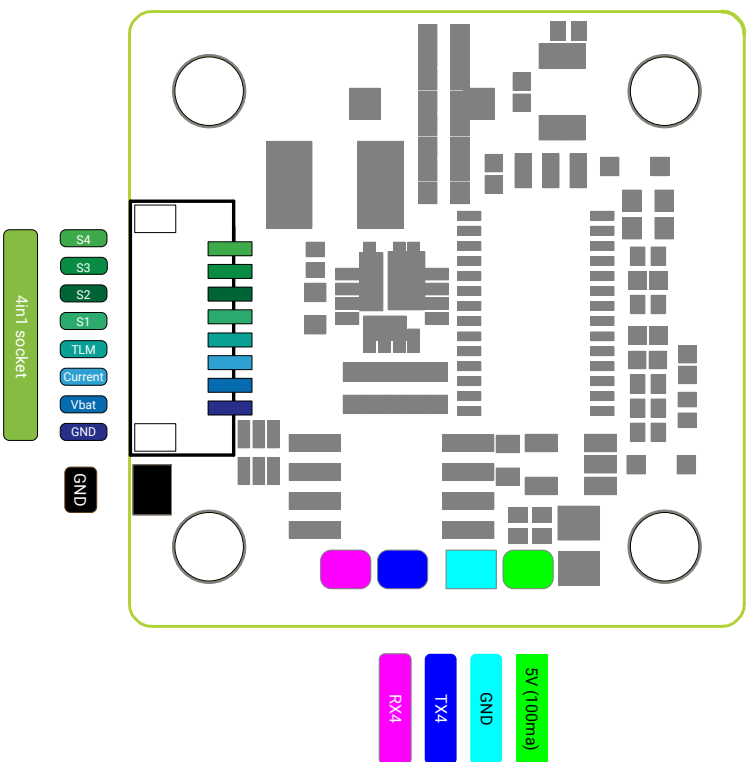 4in1 socket
S4
S3
S2
S1
TLM
Current
Vbat
GND
GND
RX4
TX4
GND
5V (100ma)